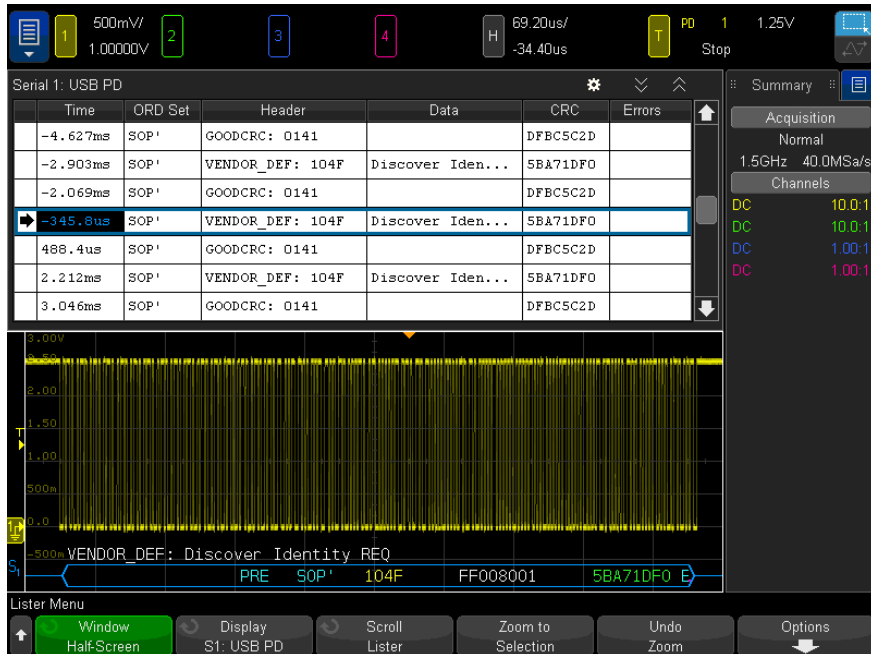 500mV/
1
1.00000V
2
3
4
H
69.20us/
-34.40us
T
PD 1 1.25V
Stop
Serial 1: USB PD
Summary
Time ORD Set Header Data CRC Errors
-4.627ms SOP' GOODCRC: 0141 DFBC5C2D
-2.903ms SOP' VENDOR_DEF: 104F Discover Iden... 5BA71DF0
-2.069ms SOP' GOODCRC: 0141 DFBC5C2D
-345.8us SOP' VENDOR_DEF: 104F Discover Iden... 5BA71DF0
488.4us SOP' GOODCRC: 0141 DFBC5C2D
2.212ms SOP' VENDOR_DEF: 104F Discover Iden... 5BA71DF0
3.046ms SOP' GOODCRC: 0141 DFBC5C2D
Acquisition
Normal
1.5GHz 40.0MSa/s
Channels
DC 10.0:1
DC 10.0:1
DC 1.00:1
DC 1.00:1
3.00V
2.50
2.00
T
1.50
1.00
500m
0.0
-500m
VENDOR_DEF: Discover Identity REQ
S1
PRE SOP' 104F FF008001 5BA71DF0 E
Lister Menu
Window
Half-Screen
Display
S1: USB PD
Scroll
Lister
Zoom to
Selection
Undo
Zoom
Options